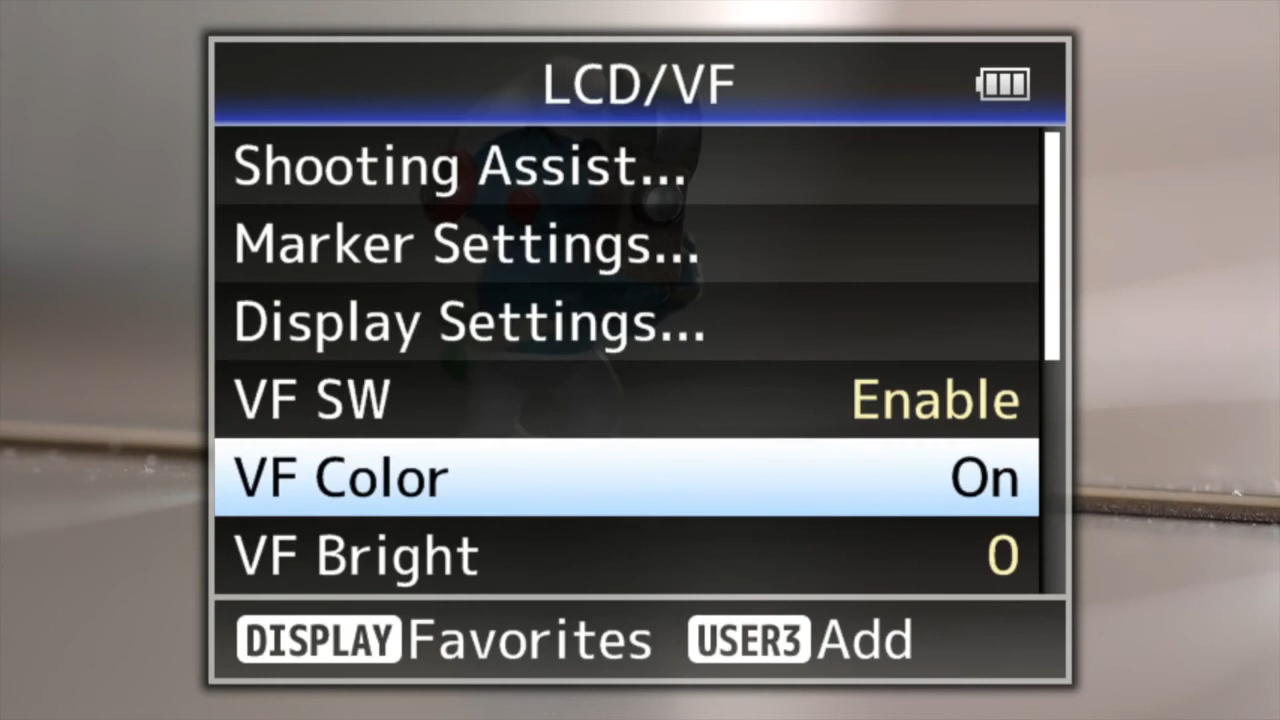 LCD/VF
Shooting Assist...
Marker Settings...
Display Settings...
VF SW Enable
VF Color On
VF Bright 0
DISPLAY Favorites USER3 Add